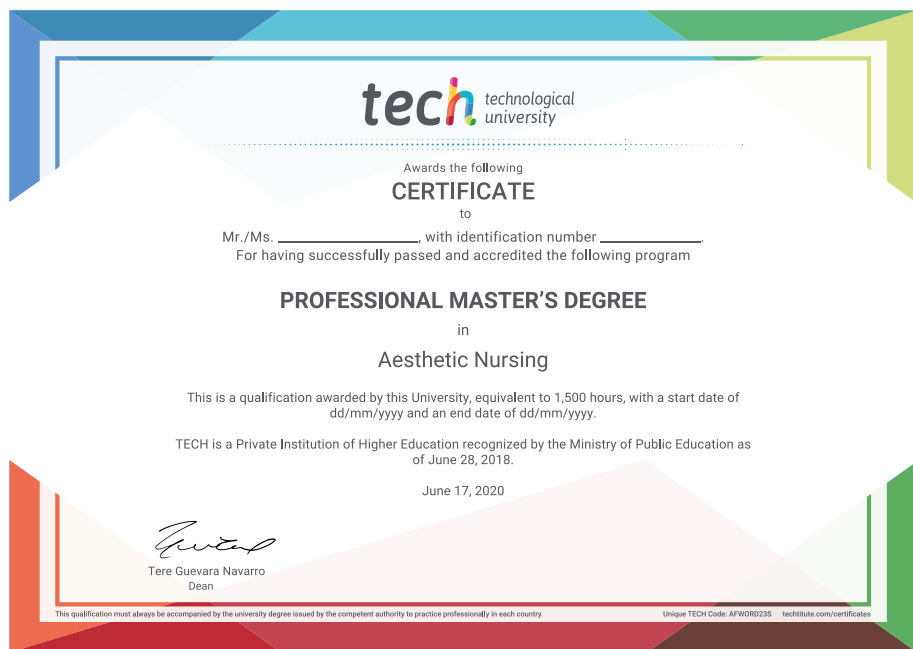 tech technological
university
Awards the following
CERTIFICATE
to
Mr./Ms. ____________________, with identification number ______________.
For having successfully passed and accredited the following program
PROFESSIONAL MASTER'S DEGREE
in
Aesthetic Nursing
This is a qualification awarded by this University, equivalent to 1,500 hours, with a start date of
dd/mm/yyyy and an end date of dd/mm/yyyy.
TECH is a Private Institution of Higher Education recognized by the Ministry of Public Education as
of June 28, 2018.
June 17, 2020
Tere Guevara Navarro
Dean
This qualification must always be accompanied by the university degree issued by the competent authority to practice professionally in each country. Unique TECH Code: AFWORD23S techtitute.com/certificates